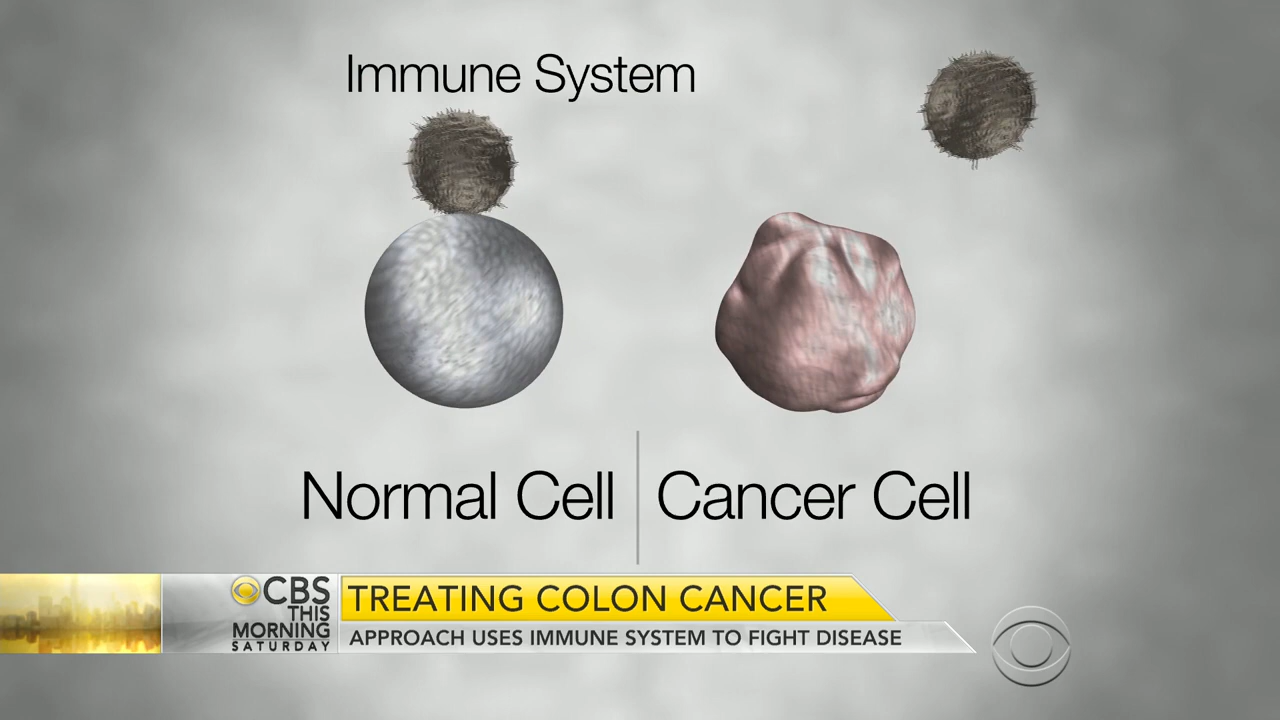 Immune System
Normal Cell
Cancer Cell
CBS
THIS
MORNING
SATURDAY
TREATING COLON CANCER
APPROACH USES IMMUNE SYSTEM TO FIGHT DISEASE